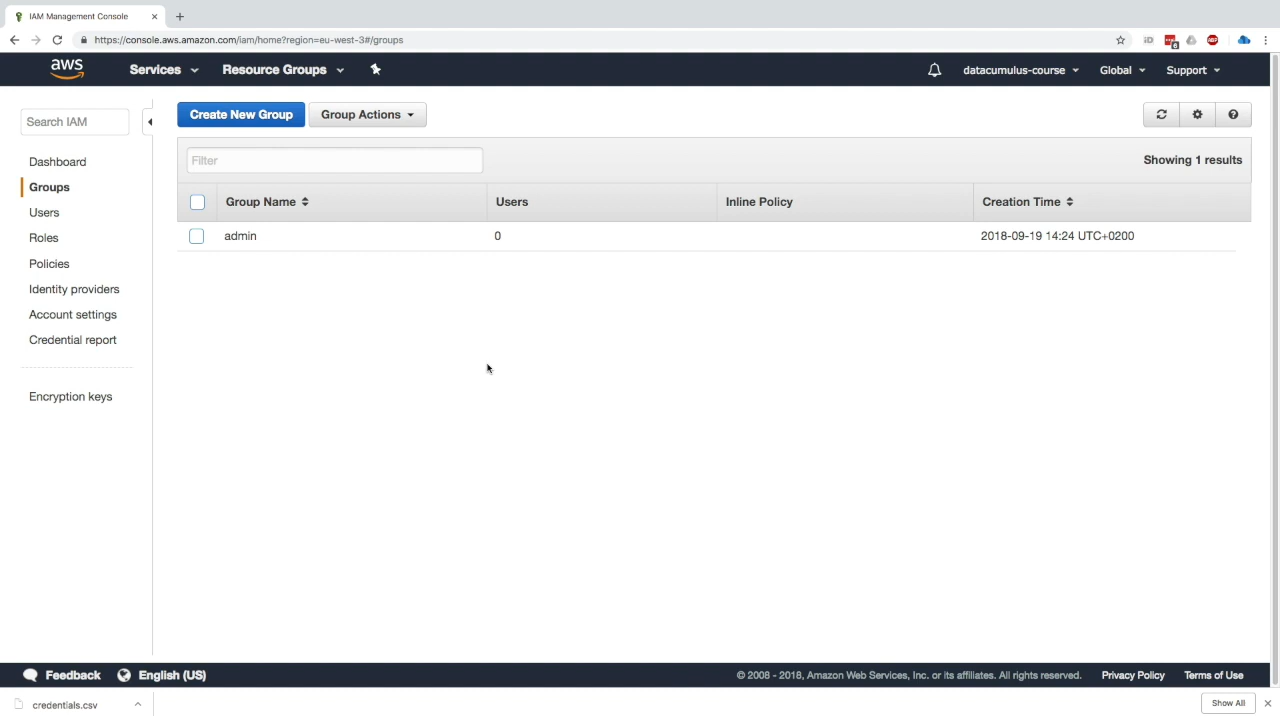 IAM Management Console
https://console.aws.amazon.com/iam/home?region=eu-west-3#/groups
iD
6
ABP
aws
Services
Resource Groups
datacumulus-course
Global
Support
Search IAM
Dashboard
Groups
Users
Roles
Policies
Identity providers
Account settings
Credential report
Encryption keys
Create New Group
Group Actions
Filter
Showing 1 results
Group Name
Users
Inline Policy
Creation Time
admin
0
2018-09-19 14:24 UTC+0200
Feedback
English (US)
© 2008 - 2018, Amazon Web Services, Inc. or its affiliates. All rights reserved.
Privacy Policy
Terms of Use
credentials.csv
Show All